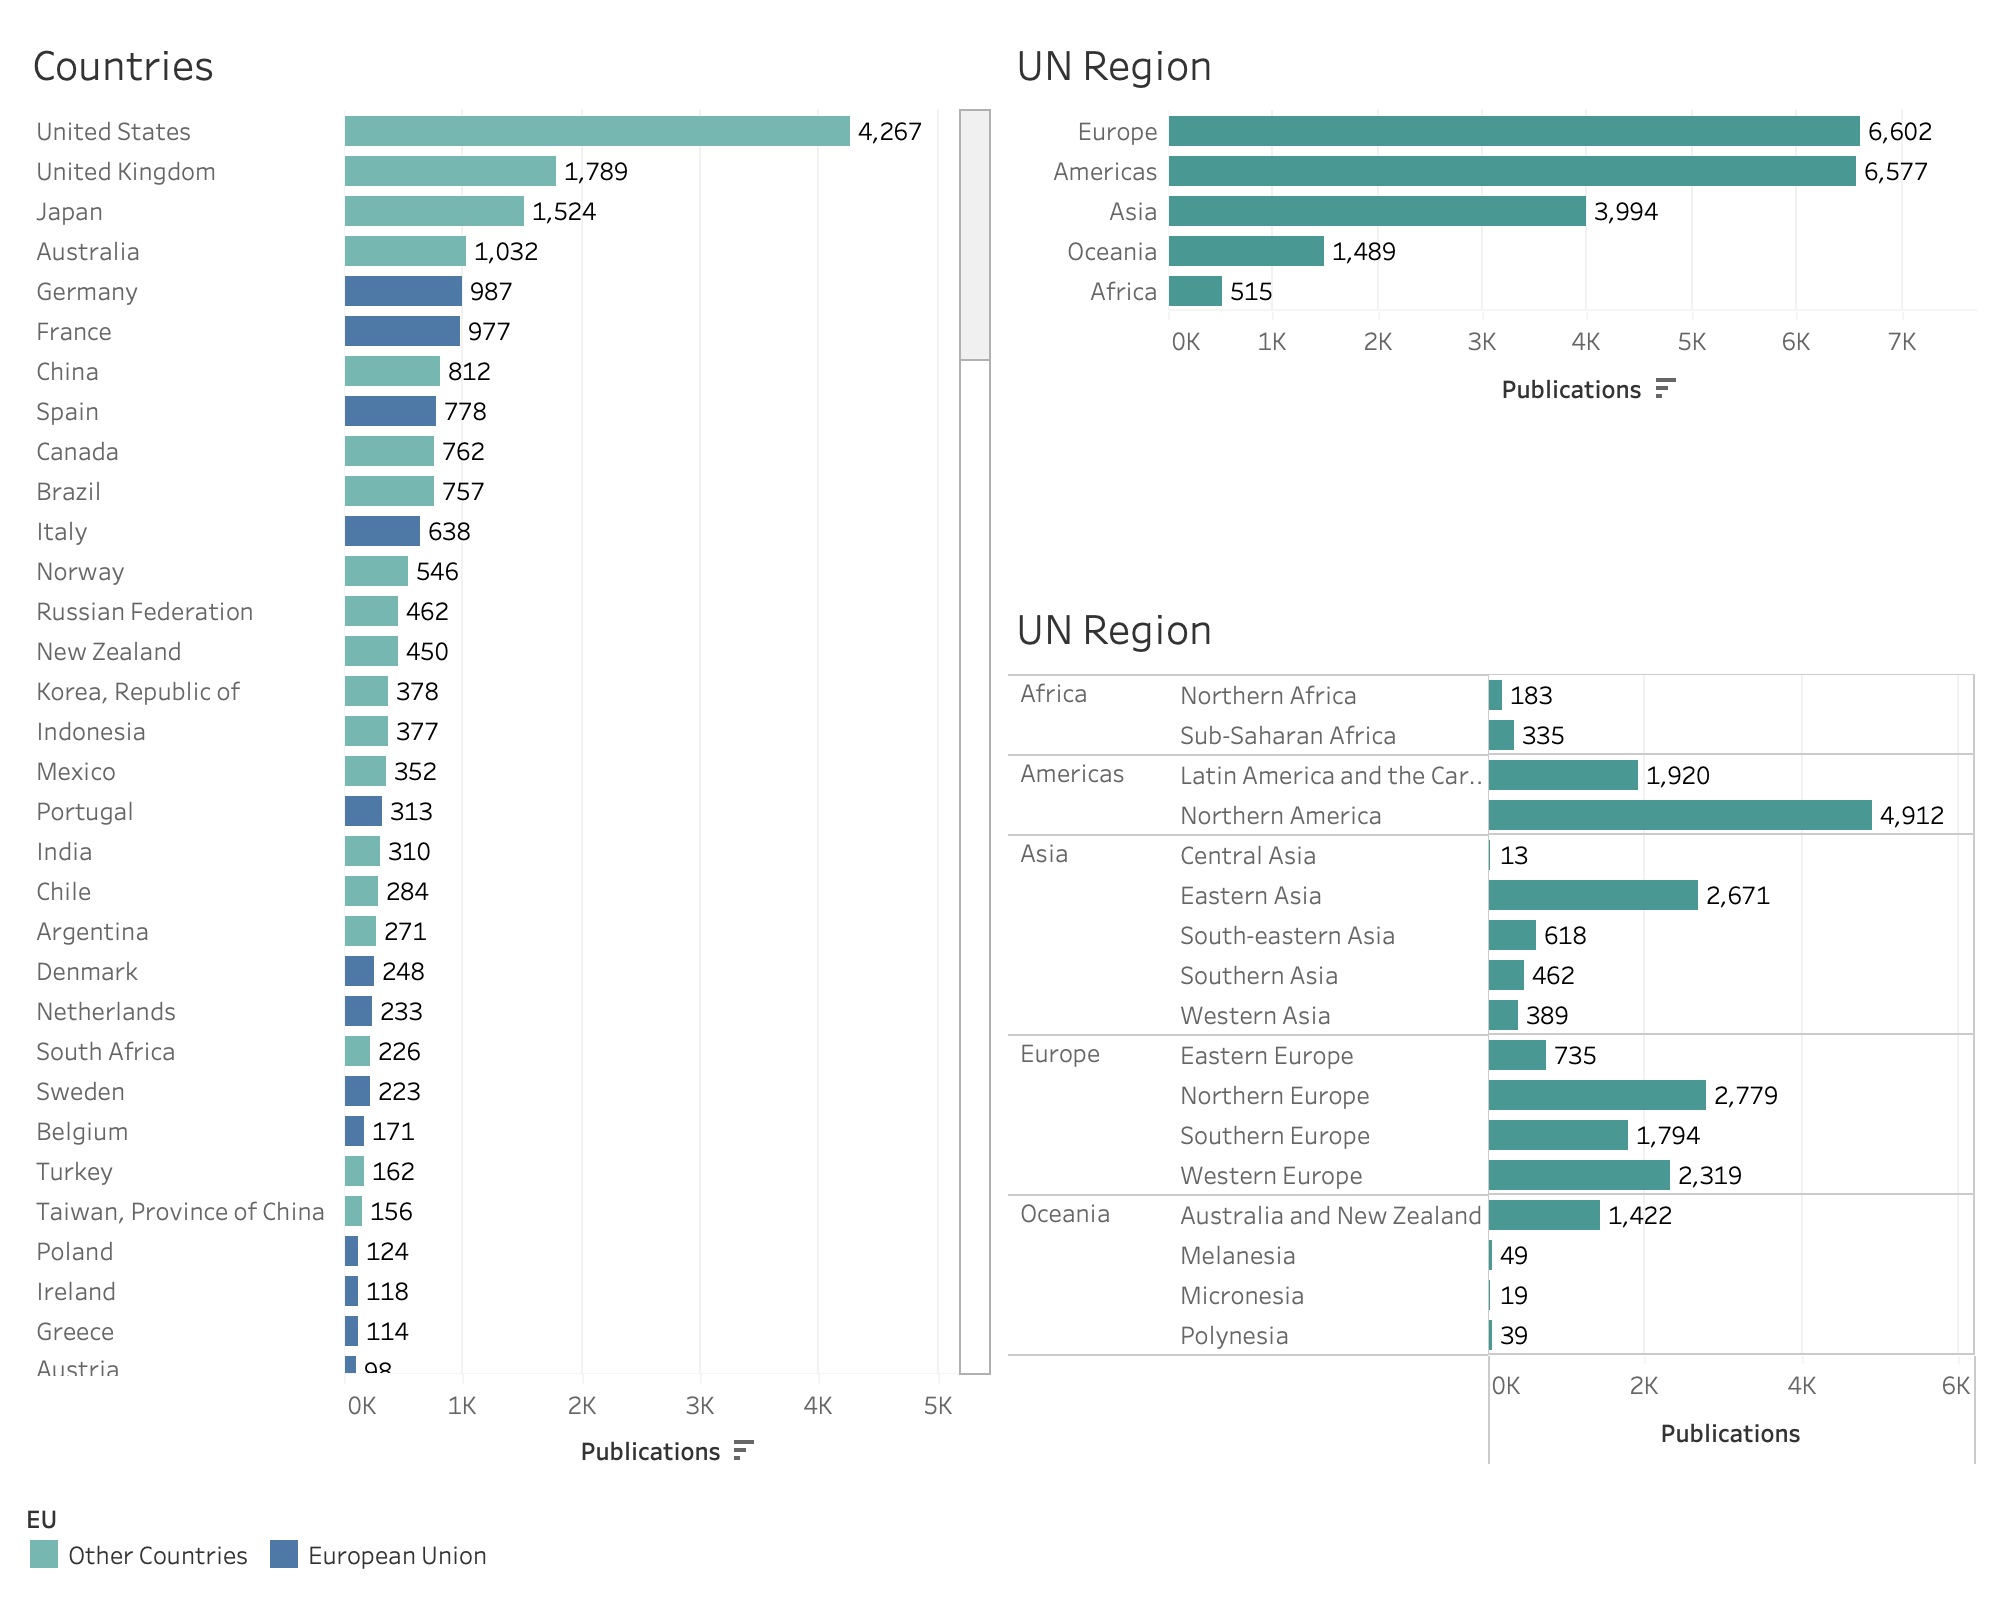 Countries
United States 4,267
United Kingdom 1,789
Japan 1,524
Australia 1,032
Germany 987
France 977
China 812
Spain 778
Canada 762
Brazil 757
Italy 638
Norway 546
Russian Federation 462
New Zealand 450
Korea, Republic of 378
Indonesia 377
Mexico 352
Portugal 313
India 310
Chile 284
Argentina 271
Denmark 248
Netherlands 233
South Africa 226
Sweden 223
Belgium 171
Turkey 162
Taiwan, Province of China 156
Poland 124
Ireland 118
Greece 114
Austria 98
0K 1K 2K 3K 4K 5K
Publications
EU
Other Countries European Union
UN Region
Europe 6,602
Americas 6,577
Asia 3,994
Oceania 1,489
Africa 515
0K 1K 2K 3K 4K 5K 6K 7K
Publications
UN Region
Africa Northern Africa 183
Sub-Saharan Africa 335
Americas Latin America and the Car.. 1,920
Northern America 4,912
Asia Central Asia 13
Eastern Asia 2,671
South-eastern Asia 618
Southern Asia 462
Western Asia 389
Europe Eastern Europe 735
Northern Europe 2,779
Southern Europe 1,794
Western Europe 2,319
Oceania Australia and New Zealand 1,422
Melanesia 49
Micronesia 19
Polynesia 39
0K 2K 4K 6K
Publications